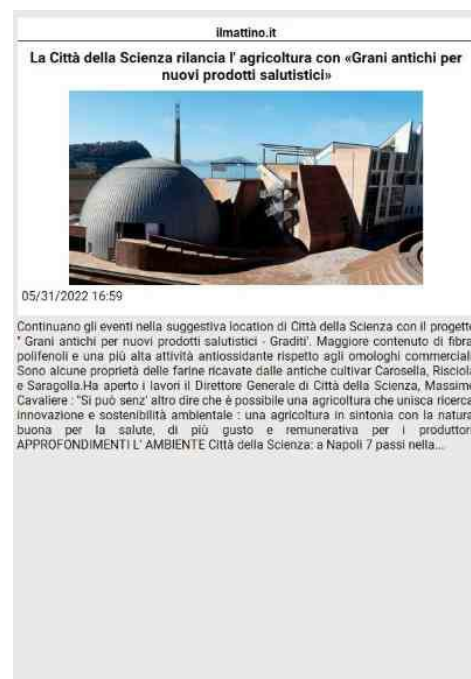 ilmattino.it
La Città della Scienza rilancia l' agricoltura con «Grani antichi per
nuovi prodotti salutistici»
05/31/2022 16:59
Continuano gli eventi nella suggestiva location di Città della Scienza con il progetto
" Grani antichi per nuovi prodotti salutistici - Graditi'. Maggiore contenuto di fibra,
polifenoli e una più alta attività antiossidante rispetto agli omologhi commerciali.
Sono alcune proprietà delle farine ricavate dalle antiche cultivar Carosella, Risciola
e Saragolla.Ha aperto i lavori il Direttore Generale di Città della Scienza, Massimo
Cavaliere : "Si può senz' altro dire che è possibile una agricoltura che unisca ricerca,
innovazione e sostenibilità ambientale : una agricoltura in sintonia con la natura,
buona per la salute, di più gusto e remunerativa per i produttori.
APPROFONDIMENTI L' AMBIENTE Città della Scienza: a Napoli 7 passi nella...